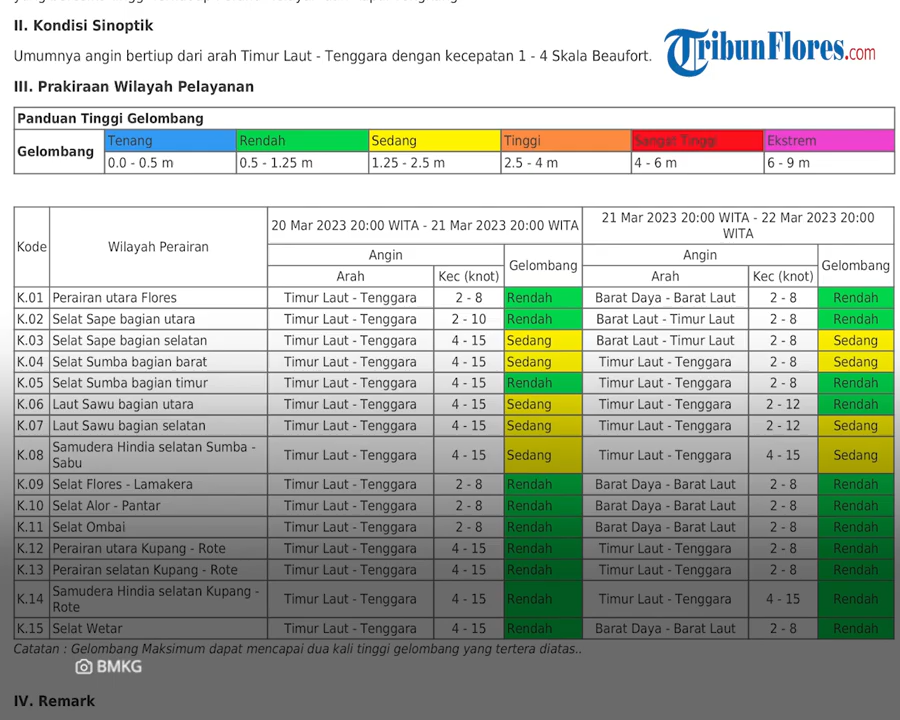 II. Kondisi Sinoptik
TribunFlores.com
Umumnya angin bertiup dari arah Timur Laut - Tenggara dengan kecepatan 1 - 4 Skala Beaufort.
III. Prakiraan Wilayah Pelayanan
Panduan Tinggi Gelombang
Gelombang Tenang Rendah Sedang Tinggi Sangat Tinggi Ekstrem
0.0 - 0.5 m 0.5 - 1.25 m 1.25 - 2.5 m 2.5 - 4 m 4 - 6 m 6 - 9 m
Kode Wilayah Perairan 20 Mar 2023 20:00 WITA - 21 Mar 2023 20:00 WITA 21 Mar 2023 20:00 WITA - 22 Mar 2023 20:00
WITA
Angin Gelombang Angin Gelombang
Arah Kec (knot) Arah Kec (knot)
K.01 Perairan utara Flores Timur Laut - Tenggara 2 - 8 Rendah Barat Daya - Barat Laut 2 - 8 Rendah
K.02 Selat Sape bagian utara Timur Laut - Tenggara 2 - 10 Rendah Barat Laut - Timur Laut 2 - 8 Rendah
K.03 Selat Sape bagian selatan Timur Laut - Tenggara 4 - 15 Sedang Barat Laut - Timur Laut 2 - 8 Sedang
K.04 Selat Sumba bagian barat Timur Laut - Tenggara 4 - 15 Sedang Timur Laut - Tenggara 2 - 8 Sedang
K.05 Selat Sumba bagian timur Timur Laut - Tenggara 4 - 15 Rendah Timur Laut - Tenggara 2 - 8 Rendah
K.06 Laut Sawu bagian utara Timur Laut - Tenggara 4 - 15 Sedang Timur Laut - Tenggara 2 - 12 Rendah
K.07 Laut Sawu bagian selatan Timur Laut - Tenggara 4 - 15 Sedang Timur Laut - Tenggara 2 - 12 Sedang
K.08 Samudera Hindia selatan Sumba -
Sabu Timur Laut - Tenggara 4 - 15 Sedang Timur Laut - Tenggara 4 - 15 Sedang
K.09 Selat Flores - Lamakera Timur Laut - Tenggara 2 - 8 Rendah Barat Daya - Barat Laut 2 - 8 Rendah
K.10 Selat Alor - Pantar Timur Laut - Tenggara 2 - 8 Rendah Barat Daya - Barat Laut 2 - 8 Rendah
K.11 Selat Ombai Timur Laut - Tenggara 2 - 8 Rendah Barat Daya - Barat Laut 2 - 8 Rendah
K.12 Perairan utara Kupang - Rote Timur Laut - Tenggara 4 - 15 Rendah Timur Laut - Tenggara 2 - 8 Rendah
K.13 Perairan selatan Kupang - Rote Timur Laut - Tenggara 4 - 15 Rendah Timur Laut - Tenggara 2 - 8 Rendah
K.14 Samudera Hindia selatan Kupang -
Rote Timur Laut - Tenggara 4 - 15 Rendah Timur Laut - Tenggara 4 - 15 Rendah
K.15 Selat Wetar Timur Laut - Tenggara 4 - 15 Rendah Barat Daya - Barat Laut 2 - 8 Rendah
Catatan : Gelombang Maksimum dapat mencapai dua kali tinggi gelombang yang tertera diatas..
BMKG
IV. Remark